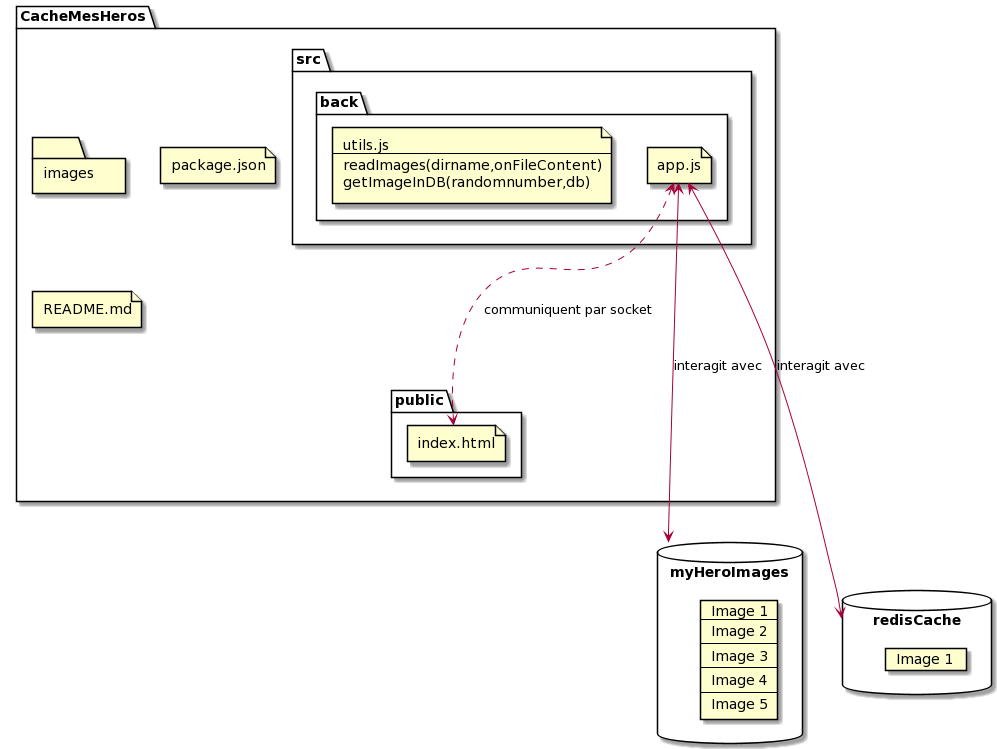 CacheMesHeros
src
back
utils.js
readImages(dirname,onFileContent)
getImageInDB(randomnumber,db)
app.js
images
package.json
README.md
communiquent par socket
interagit avec
interagit avec
public
index.html
myHeroImages
Image 1
Image 2
Image 3
Image 4
Image 5
redisCache
Image 1